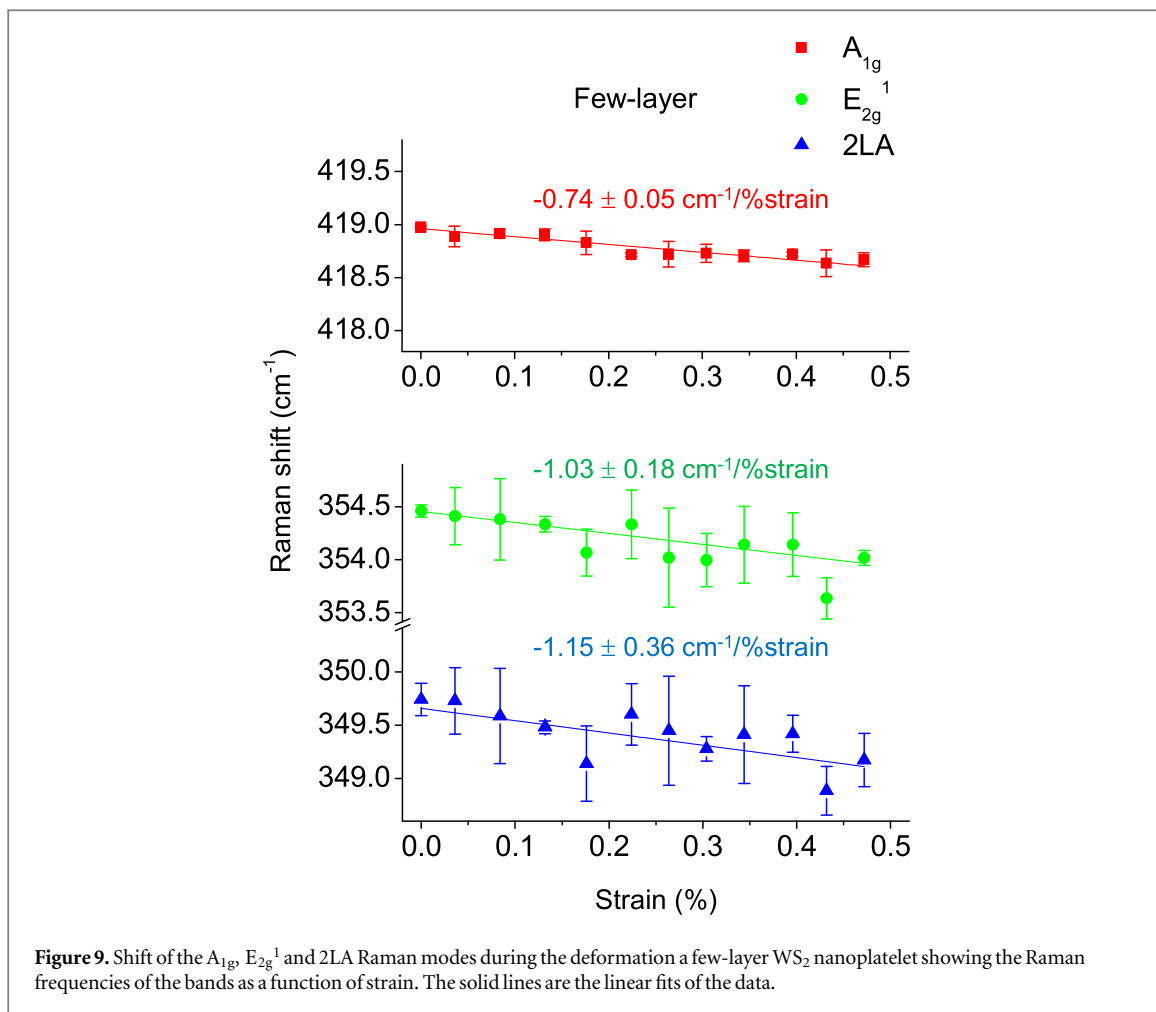 A1g
Few-layer
E2g1
2LA
419.5
-0.74 ± 0.05 cm-1/%strain
419.0
418.5
418.0
0.0 0.1 0.2 0.3 0.4 0.5
Raman shift (cm-1)
-1.03 ± 0.18 cm-1/%strain
354.5
354.0
353.5
-1.15 ± 0.36 cm-1/%strain
350.0
349.5
349.0
0.0 0.1 0.2 0.3 0.4 0.5
Strain (%)
Figure 9. Shift of the A1g, E2g1 and 2LA Raman modes during the deformation a few-layer WS2 nanoplatelet showing the Raman
frequencies of the bands as a function of strain. The solid lines are the linear fits of the data.